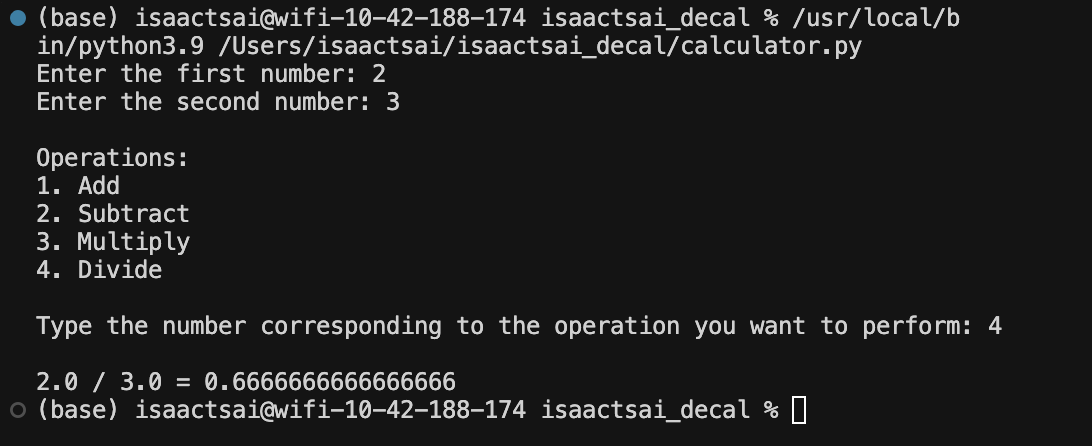 (base) isaactsai@wifi-10-42-188-174 isaactsai_decal % /usr/local/b
in/python3.9 /Users/isaactsai/isaactsai_decal/calculator.py
Enter the first number: 2
Enter the second number: 3
Operations:
1. Add
2. Subtract
3. Multiply
4. Divide
Type the number corresponding to the operation you want to perform: 4
2.0 / 3.0 = 0.6666666666666666
(base) isaactsai@wifi-10-42-188-174 isaactsai_decal %